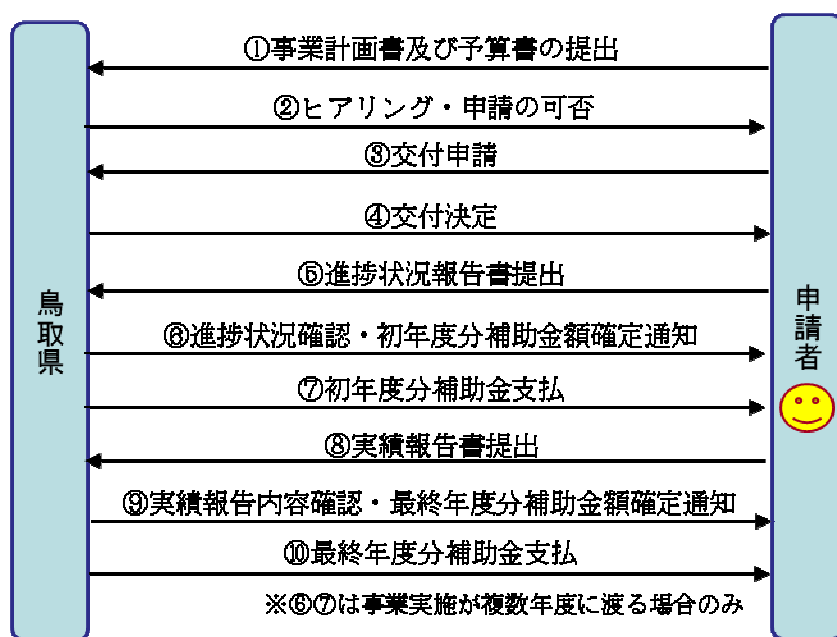 ①事業計画書及び予算書の提出
②ヒアリング・申請の可否
③交付申請
④交付決定
⑤進捗状況報告書提出
⑥進捗状況確認・初年度分補助金額確定通知
⑦初年度分補助金支払
⑧実績報告書提出
⑨実績報告内容確認・最終年度分補助金額確定通知
⑩最終年度分補助金支払
※⑥⑦は事業実施が複数年度に渡る場合のみ
鳥取県
申請者